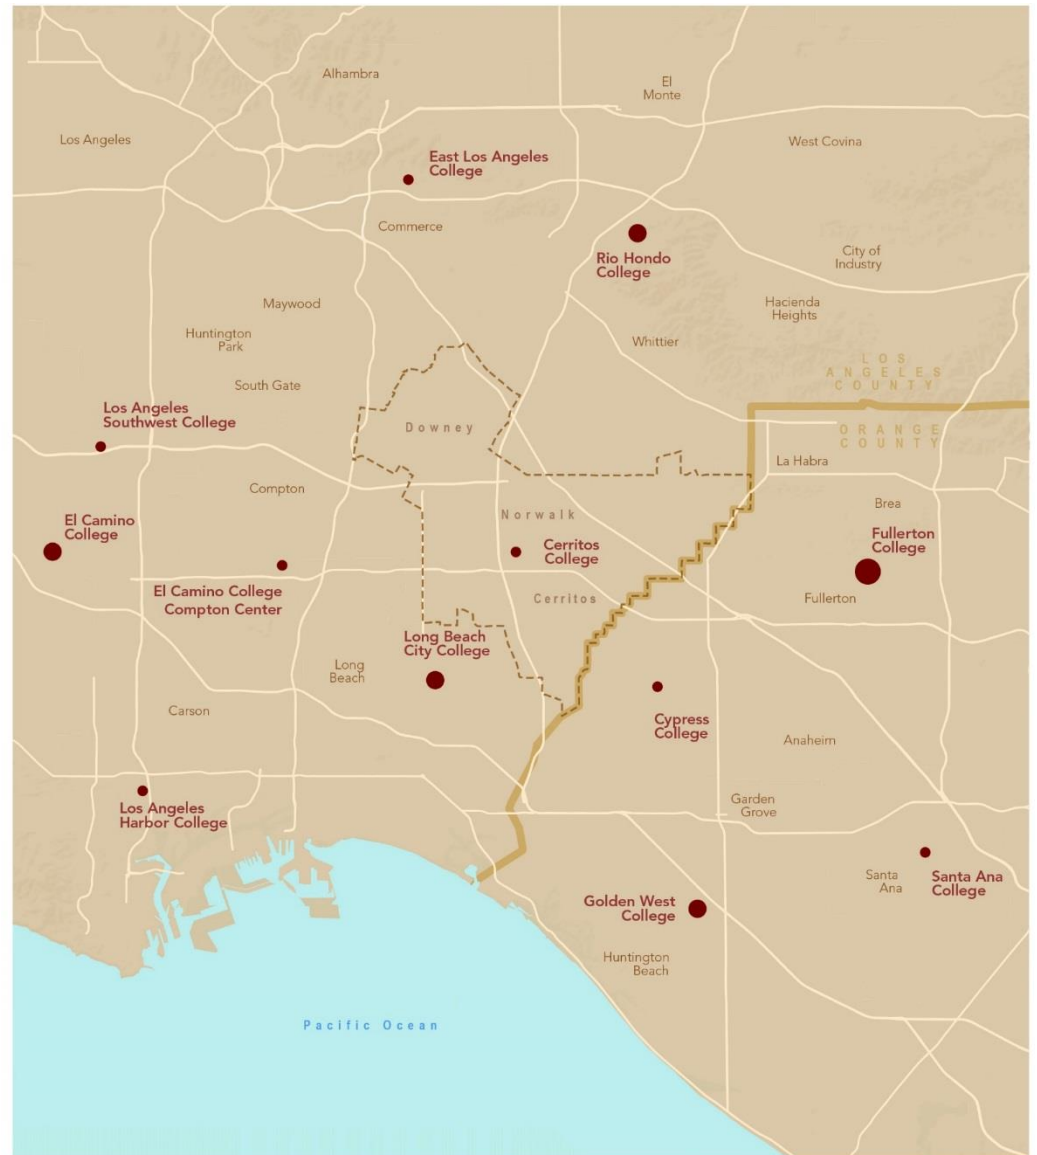 Alhambra
El
Monte
Los Angeles
West Covina
East Los Angeles
College
Commerce
Rio Hondo
College
City of
Industry
Maywood
Hacienda
Heights
Huntington
Park
Whittier
South Gate
LOS
ANGELES
COUNTY
Los Angeles
Southwest College
Downey
ORANGE
COUNTY
La Habra
Compton
Brea
El Camino
College
Norwalk
Cerritos
College
Fullerton
College
El Camino College
Compton Center
Cerritos
Fullerton
Long Beach
City College
Long
Beach
Carson
Cypress
College
Anaheim
Los Angeles
Harbor College
Garden
Grove
Santa
Ana
Santa Ana
College
Golden West
College
Huntington
Beach
Pacific Ocean